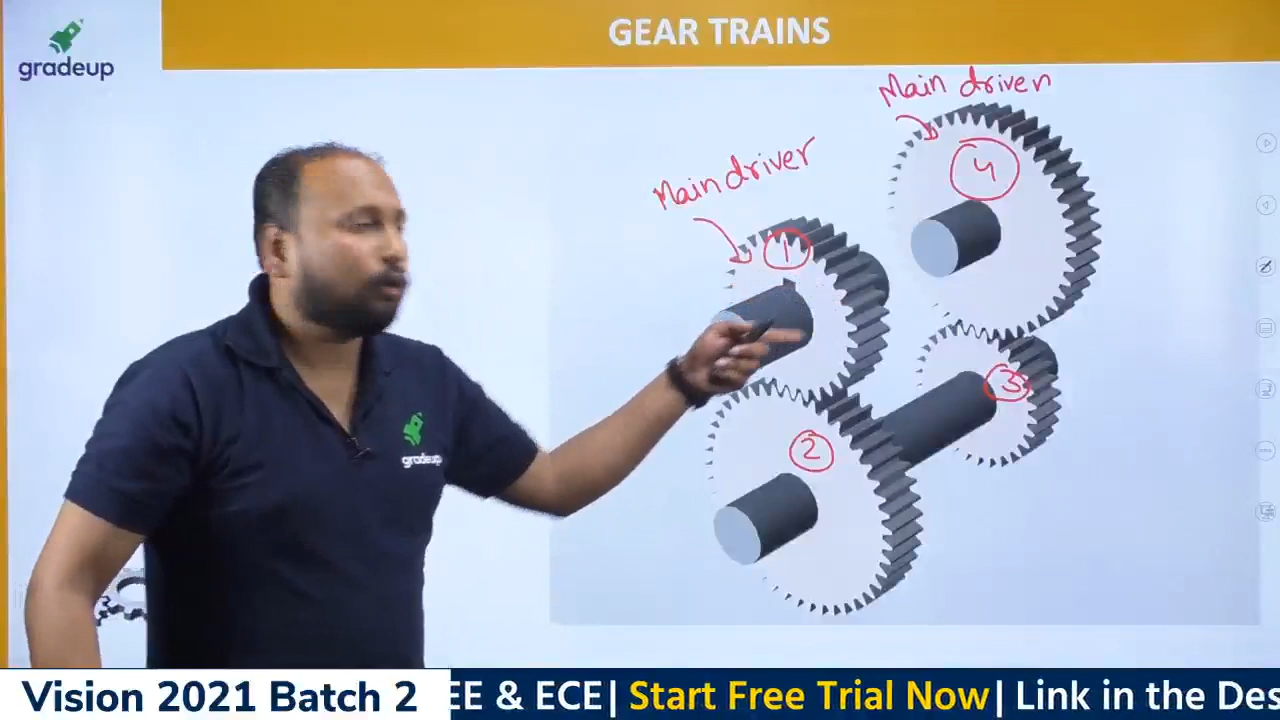 GEAR TRAINS
gradeup
Main driven
4
Main driver
1
3
2
gradeup
Vision 2021 Batch 2
EE & ECE| Start Free Trial Now| Link in the Des